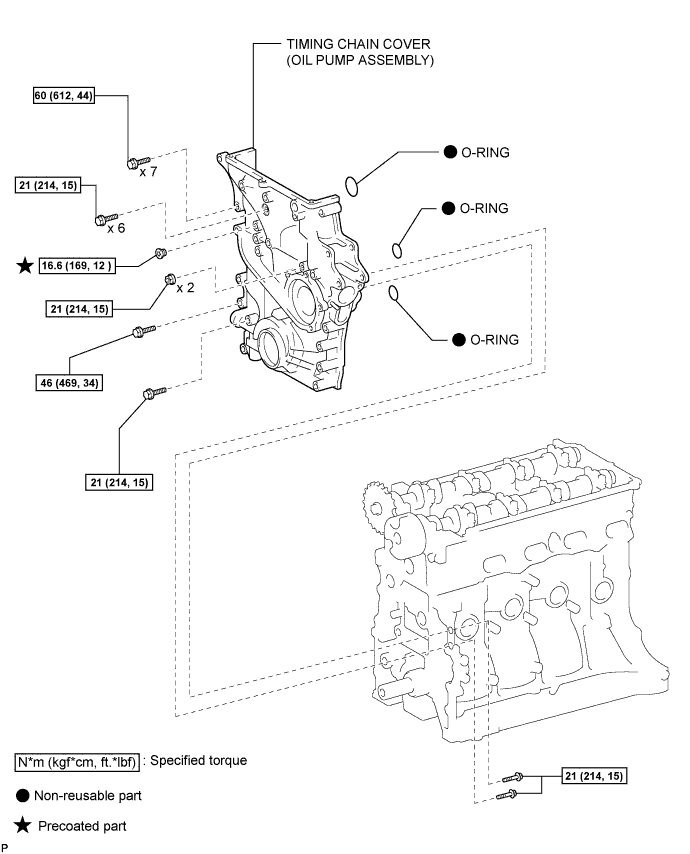 TIMING CHAIN COVER
(OIL PUMP ASSEMBLY)
60 (612, 44)
x 7
O-RING
21 (214, 15)
x 6
O-RING
16.6 (169, 12 )
x 2
21 (214, 15)
O-RING
46 (469, 34)
21 (214, 15)
N*m (kgf*cm, ft.*lbf) : Specified torque
21 (214, 15)
Non-reusable part
Precoated part
P